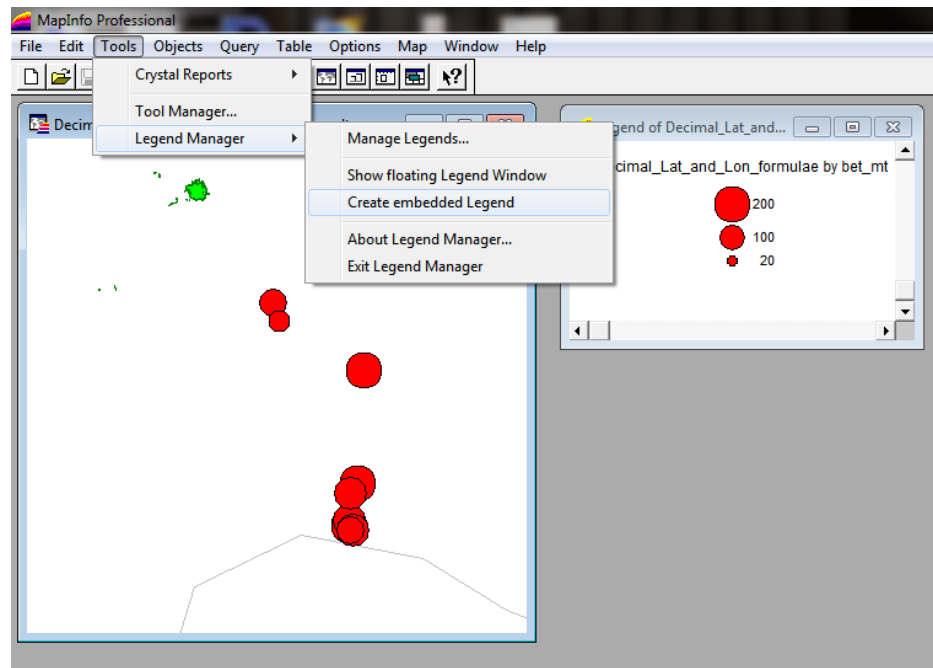 MapInfo Professional
File Edit Tools Objects Query Table Options Map Window Help
Crystal Reports
Tool Manager...
Legend Manager
Manage Legends...
Show floating Legend Window
Create embedded Legend
About Legend Manager...
Exit Legend Manager
Decim
gend of Decimal_Lat_and...
cimal_Lat_and_Lon_formulae by bet_mt
200
100
20